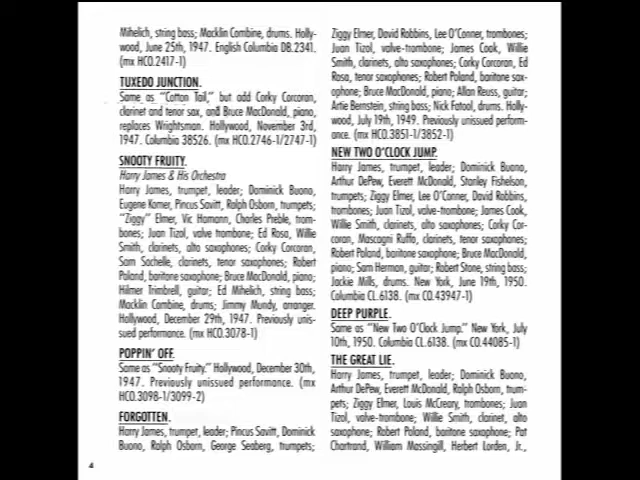 Mihelich, string bass; Macklin Combine, drums. Holly-
wood, June 25th, 1947. English Columbia DB.2341.
(mx HCO.2417-1)
TUXEDO JUNCTION.
Same as "Cotton Tail," but add Corky Corcoran,
clarinet and tenor sax, and Bruce MacDonald, piano,
replaces Wrightsman. Hollywood, November 3rd,
1947. Columbia 38526. (mx HCO.2746-1/2747-1)
SNOOTY FRUITY.
Harry James & His Orchestra
Harry James, trumpet, leader; Dominick Buono,
Eugene Komer, Pincus Savitt, Ralph Osborn, trumpets;
"Ziggy" Elmer, Vic Hamann, Charles Preble, trom-
bones; Juan Tizol, valve trombone; Ed Rosa, Willie
Smith, clarinets, alto saxophones; Corky Corcoran,
Sam Sachelle, clarinets, tenor saxophones; Robert
Poland, baritone saxophone; Bruce MacDonald, piano;
Hilmer Trimbrell, guitar; Ed Mihelich, string bass;
Macklin Combine, drums; Jimmy Mundy, arranger.
Hollywood, December 29th, 1947. Previously unis-
sued performance. (mx HCO.3078-1)
POPPIN' OFF.
Same as "Snooty Fruity." Hollywood, December 30th,
1947. Previously unissued performance. (mx
HCO.3098-1/3099-2)
FORGOTTEN.
Harry James, trumpet, leader; Pincus Savitt, Dominick
Buono, Ralph Osborn, George Seaberg, trumpets;
4
Ziggy Elmer, David Robbins, Lee O'Conner, trombones;
Juan Tizol, valve-trombone; James Cook, Willie
Smith, clarinets, alto saxophones; Corky Corcoran, Ed
Rosa, tenor saxophones; Robert Poland, baritone sax-
ophone; Bruce MacDonald, piano; Allan Reuss, guitar;
Artie Bernstein, string bass; Nick Fatool, drums. Holly-
wood, July 19th, 1949. Previously unissued perform-
ance. (mx HCO.3851-1/3852-1)
NEW TWO O'CLOCK JUMP.
Harry James, trumpet, leader; Dominick Buono,
Arthur DePew, Everett McDonald, Stanley Fishelson,
trumpets; Ziggy Elmer, Lee O'Conner, David Robbins,
trombones; Juan Tizol, valve-trombone; James Cook,
Willie Smith, clarinets, alto saxophones; Corky Cor-
coran, Mascagni Ruffo, clarinets, tenor saxophones;
Robert Poland, baritone saxophone; Bruce MacDonald,
piano; Sam Herman, guitar; Robert Stone, string bass;
Jackie Mills, drums. New York, June 19th, 1950.
Columbia CL.6138. (mx CO.43947-1)
DEEP PURPLE.
Same as "New Two O'Clock Jump." New York, July
10th, 1950. Columbia CL.6138. (mx CO.44085-1)
THE GREAT LIE.
Harry James, trumpet, leader; Dominick Buono,
Arthur DePew, Everett McDonald, Ralph Osborn, trum-
pets; Ziggy Elmer, Louis McCreary, trombones; Juan
Tizol, valve-trombone; Willie Smith, clarinet, alto
saxophone; Robert Poland, baritone saxophone; Pat
Chartrand, William Massingill, Herbert Lorden, Jr.,